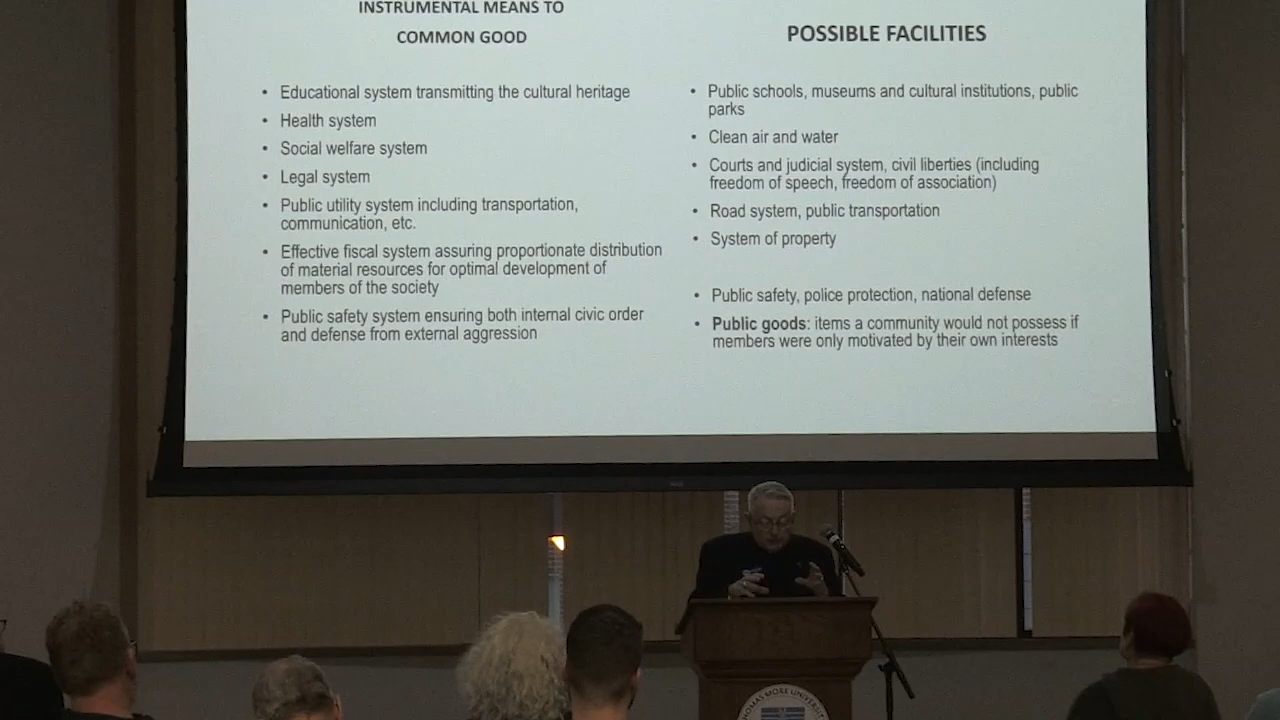 INSTRUMENTAL MEANS TO
COMMON GOOD
• Educational system transmitting the cultural heritage
• Health system
• Social welfare system
• Legal system
• Public utility system including transportation,
communication, etc.
• Effective fiscal system assuring proportionate distribution
of material resources for optimal development of
members of the society
• Public safety system ensuring both internal civic order
and defense from external aggression
POSSIBLE FACILITIES
• Public schools, museums and cultural institutions, public
parks
• Clean air and water
• Courts and judicial system, civil liberties (including
freedom of speech, freedom of association)
• Road system, public transportation
• System of property
• Public safety, police protection, national defense
• Public goods: items a community would not possess if
members were only motivated by their own interests
THOMAS MORE UNIVERSITY